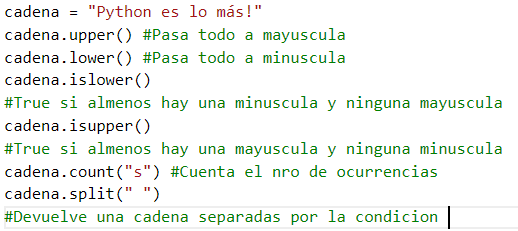 cadena = "Python es lo más!"
cadena.upper() #Pasa todo a mayuscula
cadena.lower() #Pasa todo a minuscula
cadena.islower()
#True si almenos hay una minuscula y ninguna mayuscula
cadena.isupper()
#True si almenos hay una mayuscula y ninguna minuscula
cadena.count("s") #Cuenta el nro de ocurrencias
cadena.split(" ")
#Devuelve una cadena separadas por la condicion